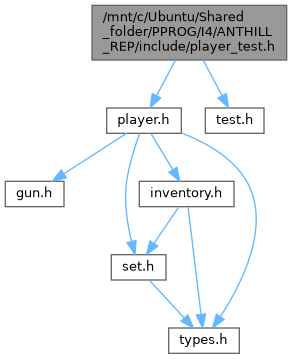 /mnt/c/Ubuntu/Shared
_folder/PPROG/I4/ANTHILL
_REP/include/player_test.h
player.h
test.h
gun.h
inventory.h
set.h
types.h